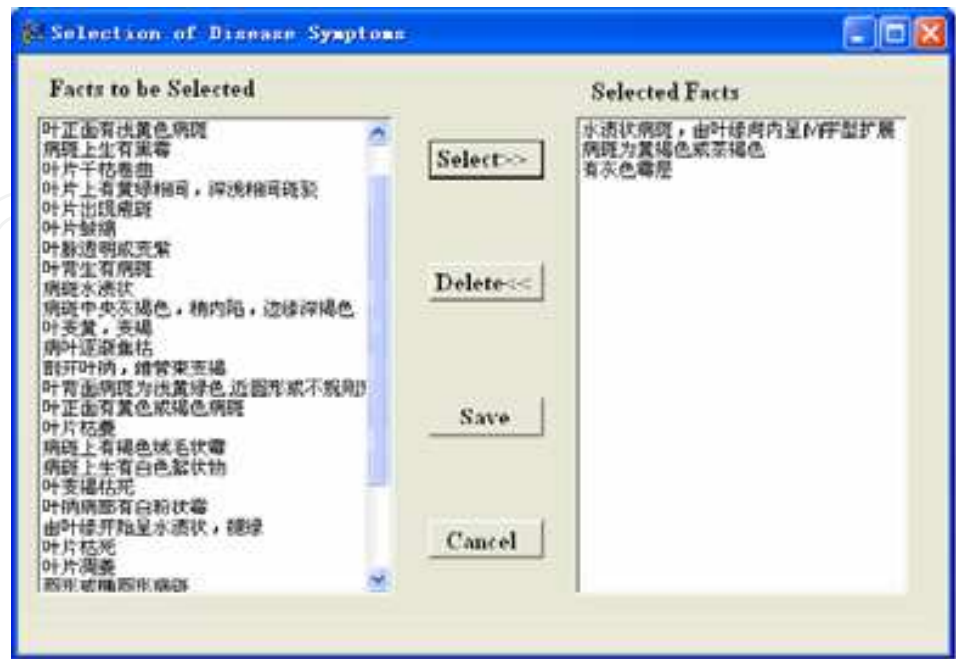 Selection of Disease Symptoms
Facts to be Selected
Selected Facts
叶正面有浅黄色病斑
病斑上生有黑霉
叶片干枯卷曲
叶片上有黄绿相间，深浅相间斑驳
叶片出现疮斑
叶片皱缩
叶脉透明或变紫
叶背生有病斑
病斑水渍状
病斑中央灰褐色，稍内陷，边缘深褐色
叶变黄，变褐
病叶逐渐焦枯
剖开叶柄，维管束变褐
叶背面病斑为浅黄绿色,近圆形或不规则
叶正面有黄色或褐色病斑
叶片枯萎
病斑上有褐色绒毛状霉
病斑上生有白色絮状物
叶变褐枯死
叶柄病部有白粉状霉
由叶缘开始呈水渍状，褪绿
叶片枯死
叶片凋萎
圆形或椭圆形病斑
Select>>
Delete<<
Save
Cancel
水渍状病斑，由叶缘向内呈M字型扩展
病斑为黄褐色或茶褐色
有灰色霉层